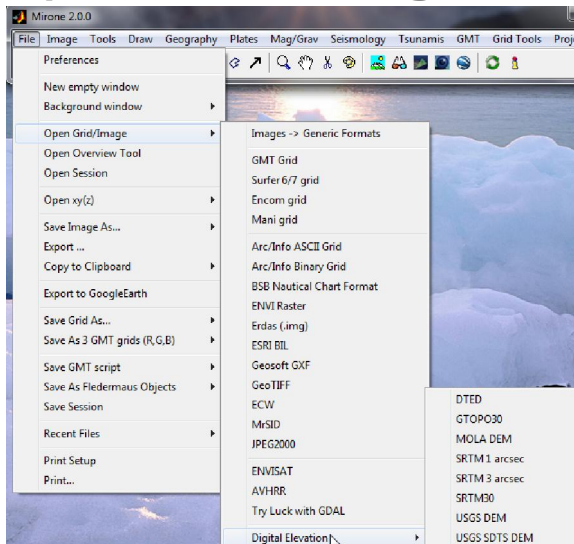 Mirone 2.0.0
File Image Tools Draw Geography Plates Mag/Grav Seismology Tsunamis GMT Grid Tools Proj
Preferences
New empty window
Background window
Open Grid/Image
Open Overview Tool
Open Session
Open xy(z)
Save Image As...
Export ...
Copy to Clipboard
Export to GoogleEarth
Save Grid As...
Save As 3 GMT grids (R,G,B)
Save GMT script
Save As Fledermaus Objects
Save Session
Recent Files
Print Setup
Print...
Images -> Generic Formats
GMT Grid
Surfer 6/7 grid
Encom grid
Mani grid
Arc/Info ASCII Grid
Arc/Info Binary Grid
BSB Nautical Chart Format
ENVI Raster
Erdas (.img)
ESRI BIL
Geosoft GXF
GeoTIFF
ECW
MrSID
JPEG2000
ENVISAT
AVHRR
Try Luck with GDAL
Digital Elevation
DTED
GTOPO30
MOLA DEM
SRTM 1 arcsec
SRTM 3 arcsec
SRTM30
USGS DEM
USGS SDTS DEM